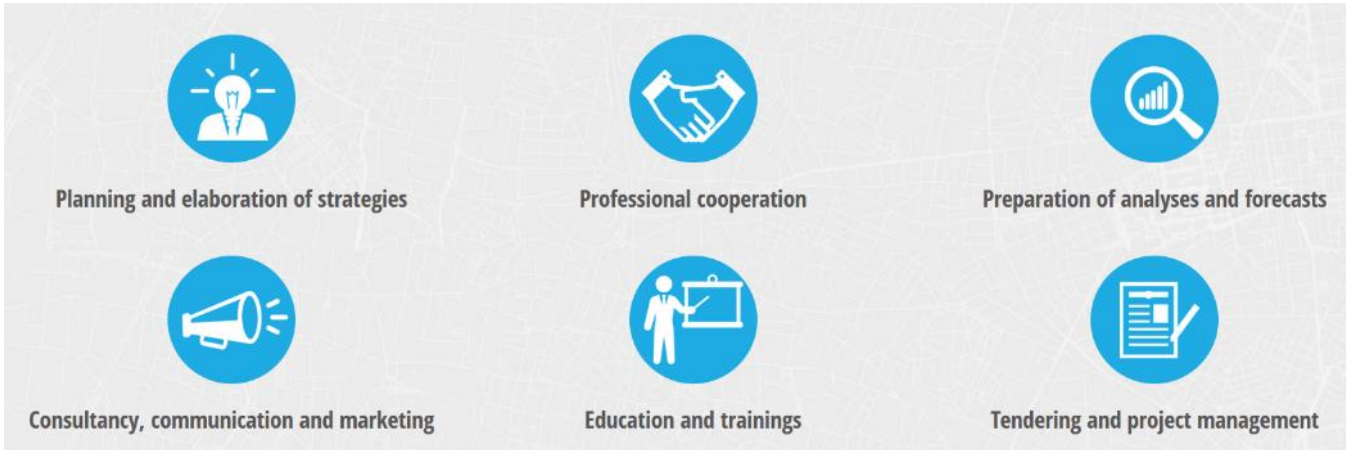 Planning and elaboration of strategies
Professional cooperation
Preparation of analyses and forecasts
Consultancy, communication and marketing
Education and trainings
Tendering and project management